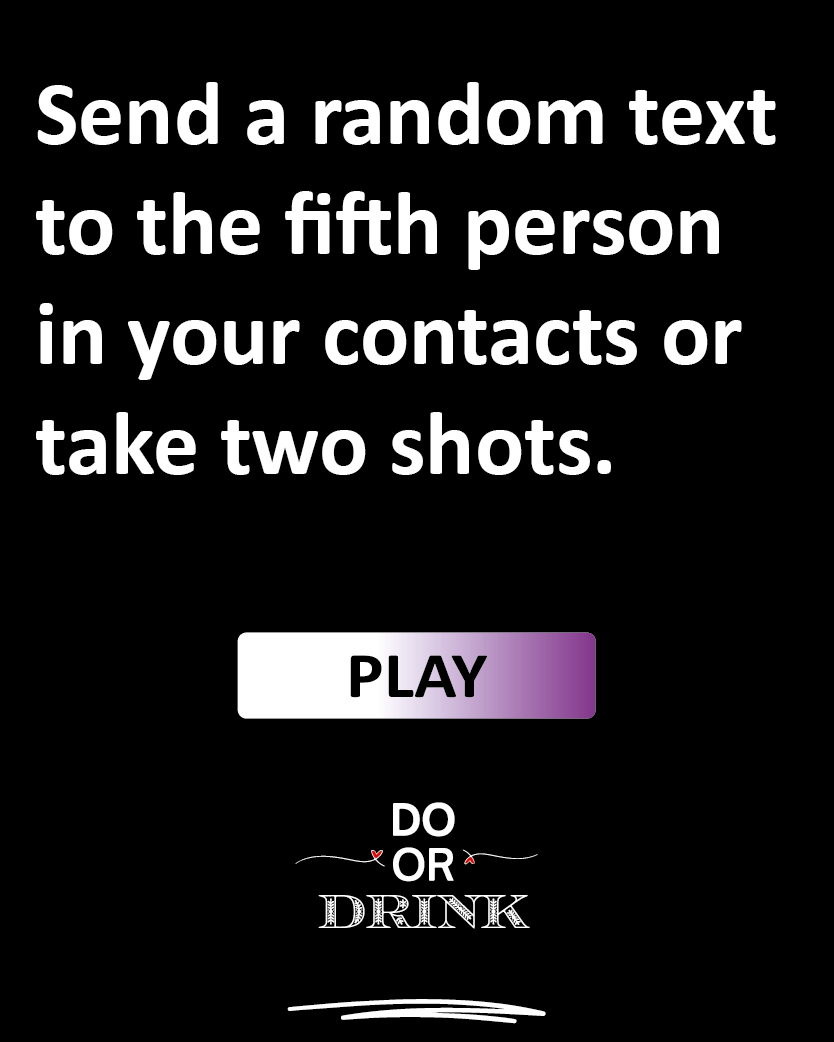 Send a random text
to the fifth person
in your contacts or
take two shots.
PLAY
DO
OR
DRINK